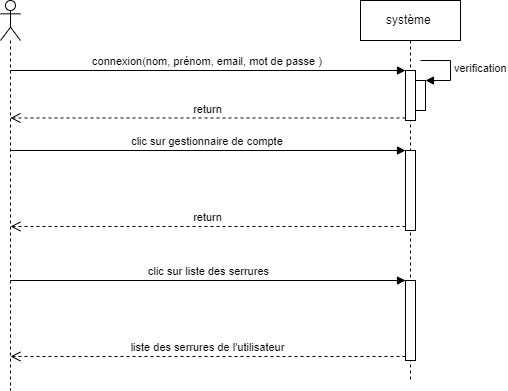 système
connexion(nom, prénom, email, mot de passe )
verification
return
clic sur gestionnaire de compte
return
clic sur liste des serrures
liste des serrures de l'utilisateur